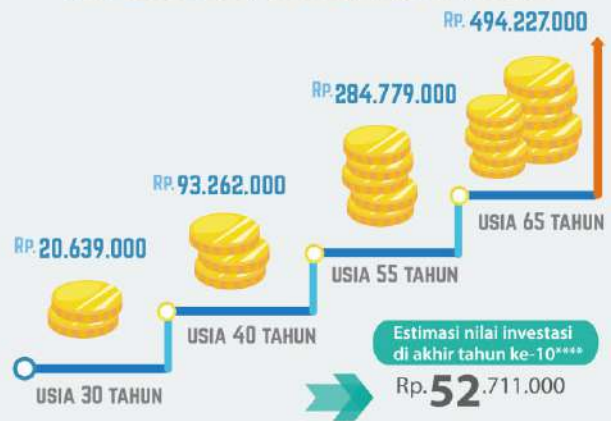 Rp. 494.227.000
Rp. 284.779.000
Rp. 93.262.000
Rp. 20.639.000
USIA 65 TAHUN
USIA 55 TAHUN
USIA 40 TAHUN
USIA 30 TAHUN
Estimasi nilai investasi
di akhir tahun ke-10****
Rp.52.711.000